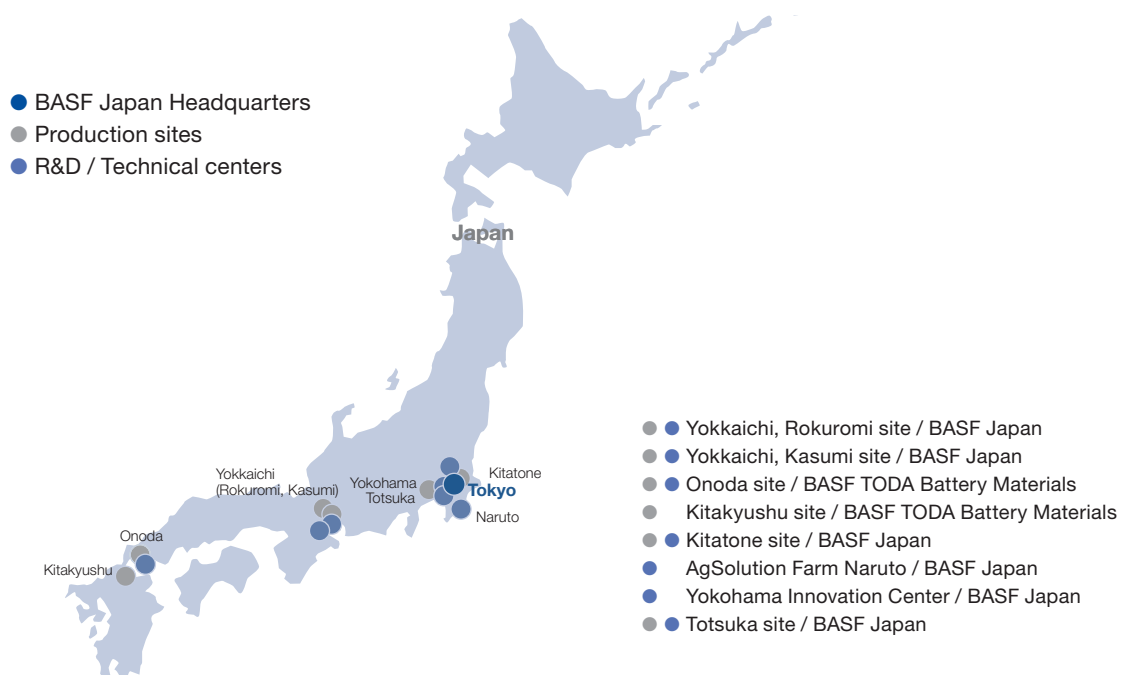 BASF Japan Headquarters
Production sites
R&D / Technical centers
Japan
Yokkaichi
(Rokuromi, Kasumi)
Yokohama
Totsuka
Kitatone
Tokyo
Naruto
Onoda
Kitakyushu
Yokkaichi, Rokuromi site / BASF Japan
Yokkaichi, Kasumi site / BASF Japan
Onoda site / BASF TODA Battery Materials
Kitakyushu site / BASF TODA Battery Materials
Kitatone site / BASF Japan
AgSolution Farm Naruto / BASF Japan
Yokohama Innovation Center / BASF Japan
Totsuka site / BASF Japan